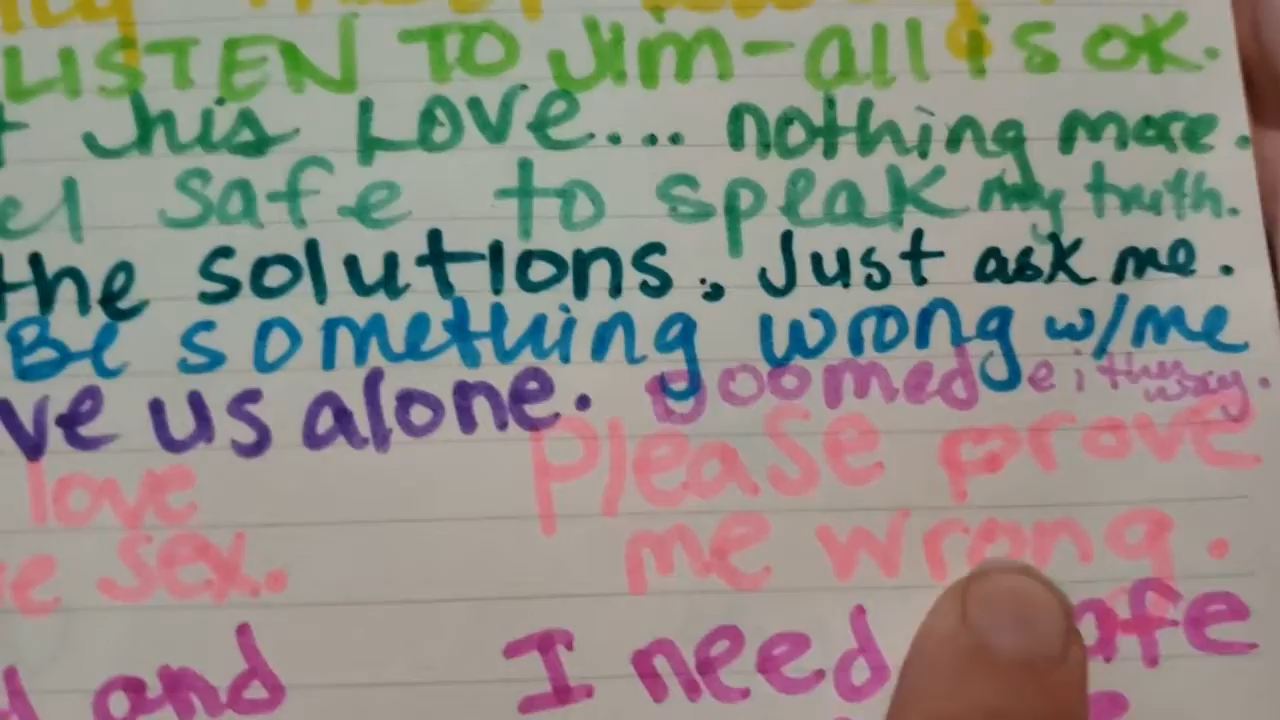 LISTEN TO Jim-all is OK.
this LOVE... nothing more.
safe to speak my truth.
the solutions. Just ask me.
Be something wrong w/me
ve us alone. doomed either way.
love Please prove
sex. me wrong.
and I need